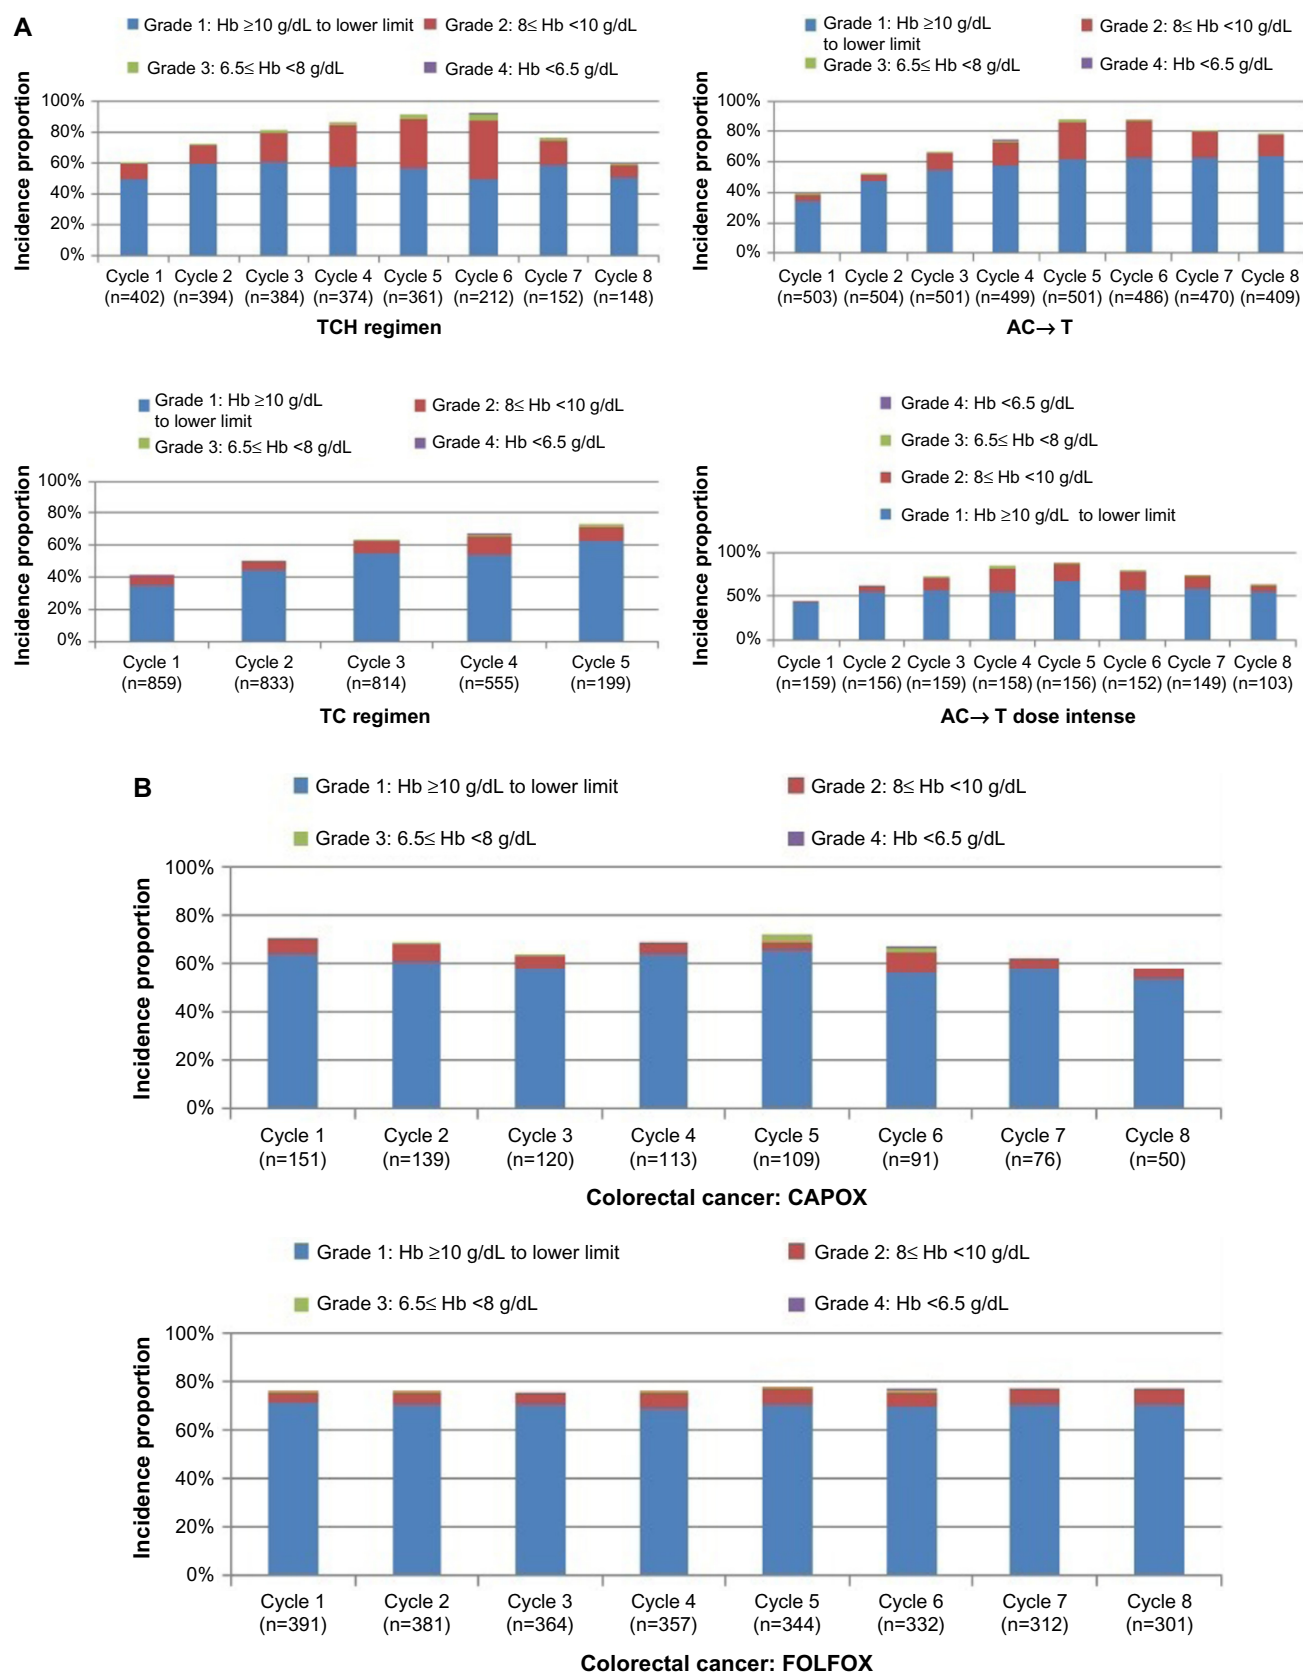 A
Grade 1: Hb ≥10 g/dL to lower limit
Grade 2: 8≤ Hb <10 g/dL
Grade 3: 6.5≤ Hb <8 g/dL
Grade 4: Hb <6.5 g/dL
Incidence proportion
100%
80%
60%
40%
20%
0%
Cycle 1 Cycle 2 Cycle 3 Cycle 4 Cycle 5 Cycle 6 Cycle 7 Cycle 8
(n=402) (n=394) (n=384) (n=374) (n=361) (n=212) (n=152) (n=148)
TCH regimen
Grade 1: Hb ≥10 g/dL
to lower limit
Grade 2: 8≤ Hb <10 g/dL
Grade 3: 6.5≤ Hb <8 g/dL
Grade 4: Hb <6.5 g/dL
Incidence proportion
100%
80%
60%
40%
20%
0%
Cycle 1 Cycle 2 Cycle 3 Cycle 4 Cycle 5 Cycle 6 Cycle 7 Cycle 8
(n=503) (n=504) (n=501) (n=499) (n=501) (n=486) (n=470) (n=409)
AC→ T
Grade 1: Hb ≥10 g/dL
to lower limit
Grade 2: 8≤ Hb <10 g/dL
Grade 3: 6.5≤ Hb <8 g/dL
Grade 4: Hb <6.5 g/dL
Incidence proportion
100%
80%
60%
40%
20%
0%
Cycle 1 Cycle 2 Cycle 3 Cycle 4 Cycle 5
(n=859) (n=833) (n=814) (n=555) (n=199)
TC regimen
Grade 4: Hb <6.5 g/dL
Grade 3: 6.5≤ Hb <8 g/dL
Grade 2: 8≤ Hb <10 g/dL
Grade 1: Hb ≥10 g/dL to lower limit
Incidence proportion
100%
50%
0%
Cycle 1 Cycle 2 Cycle 3 Cycle 4 Cycle 5 Cycle 6 Cycle 7 Cycle 8
(n=159) (n=156) (n=159) (n=158) (n=156) (n=152) (n=149) (n=103)
AC→ T dose intense
B
Grade 1: Hb ≥10 g/dL to lower limit
Grade 2: 8≤ Hb <10 g/dL
Grade 3: 6.5≤ Hb <8 g/dL
Grade 4: Hb <6.5 g/dL
Incidence proportion
100%
80%
60%
40%
20%
0%
Cycle 1 Cycle 2 Cycle 3 Cycle 4 Cycle 5 Cycle 6 Cycle 7 Cycle 8
(n=151) (n=139) (n=120) (n=113) (n=109) (n=91) (n=76) (n=50)
Colorectal cancer: CAPOX
Grade 1: Hb ≥10 g/dL to lower limit
Grade 2: 8≤ Hb <10 g/dL
Grade 3: 6.5≤ Hb <8 g/dL
Grade 4: Hb <6.5 g/dL
Incidence proportion
100%
80%
60%
40%
20%
0%
Cycle 1 Cycle 2 Cycle 3 Cycle 4 Cycle 5 Cycle 6 Cycle 7 Cycle 8
(n=391) (n=381) (n=364) (n=357) (n=344) (n=332) (n=312) (n=301)
Colorectal cancer: FOLFOX